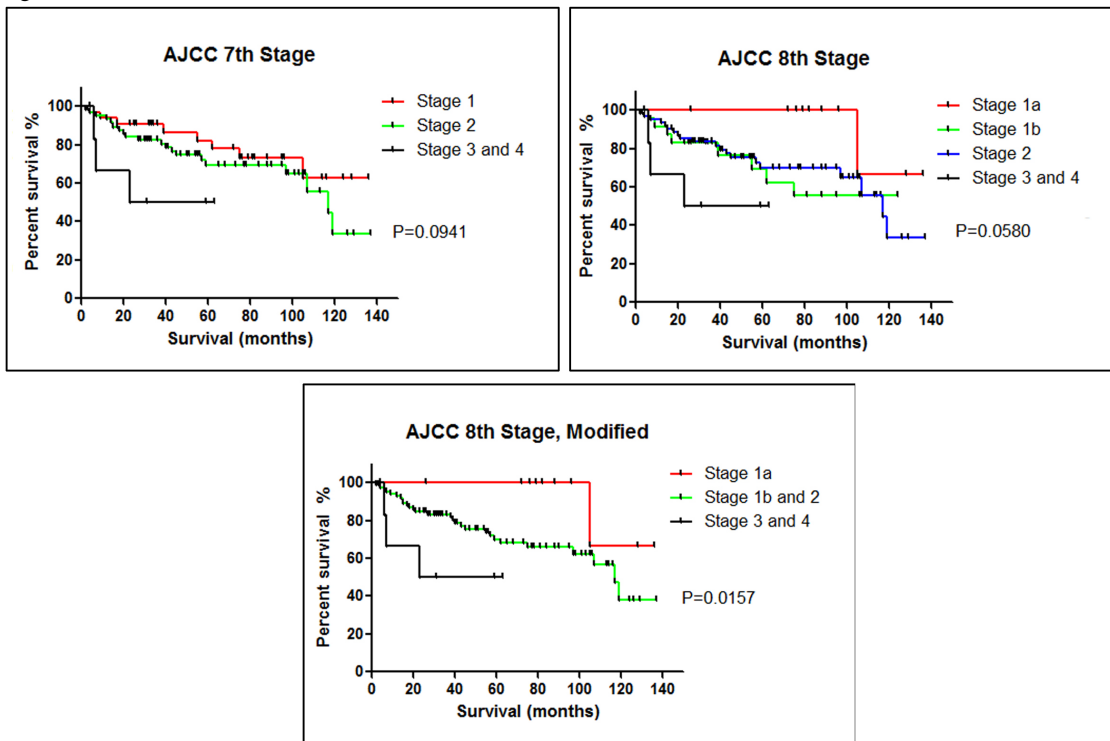 AJCC 7th Stage
Percent survival %
100
80
60
40
20
0
0 20 40 60 80 100 120 140
Survival (months)
Stage 1
Stage 2
Stage 3 and 4
P=0.0941
AJCC 8th Stage
Percent survival %
100
80
60
40
20
0
0 20 40 60 80 100 120 140
Survival (months)
Stage 1a
Stage 1b
Stage 2
Stage 3 and 4
P=0.0580
AJCC 8th Stage, Modified
Percent survival %
100
80
60
40
20
0
0 20 40 60 80 100 120 140
Survival (months)
Stage 1a
Stage 1b and 2
Stage 3 and 4
P=0.0157